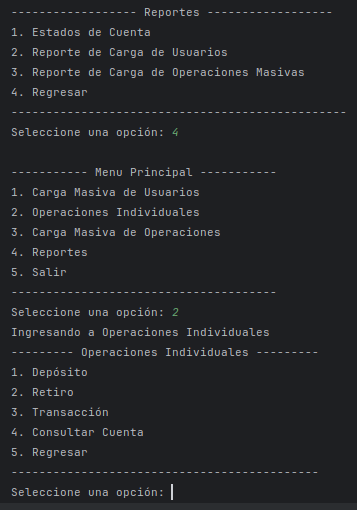 ------------------ Reportes ------------------
1. Estados de Cuenta
2. Reporte de Carga de Usuarios
3. Reporte de Carga de Operaciones Masivas
4. Regresar
------------------------------------------------
Seleccione una opción: 4
----------- Menu Principal -----------
1. Carga Masiva de Usuarios
2. Operaciones Individuales
3. Carga Masiva de Operaciones
4. Reportes
5. Salir
--------------------------------------
Seleccione una opción: 2
Ingresando a Operaciones Individuales
--------- Operaciones Individuales ---------
1. Depósito
2. Retiro
3. Transacción
4. Consultar Cuenta
5. Regresar
--------------------------------------------
Seleccione una opción: